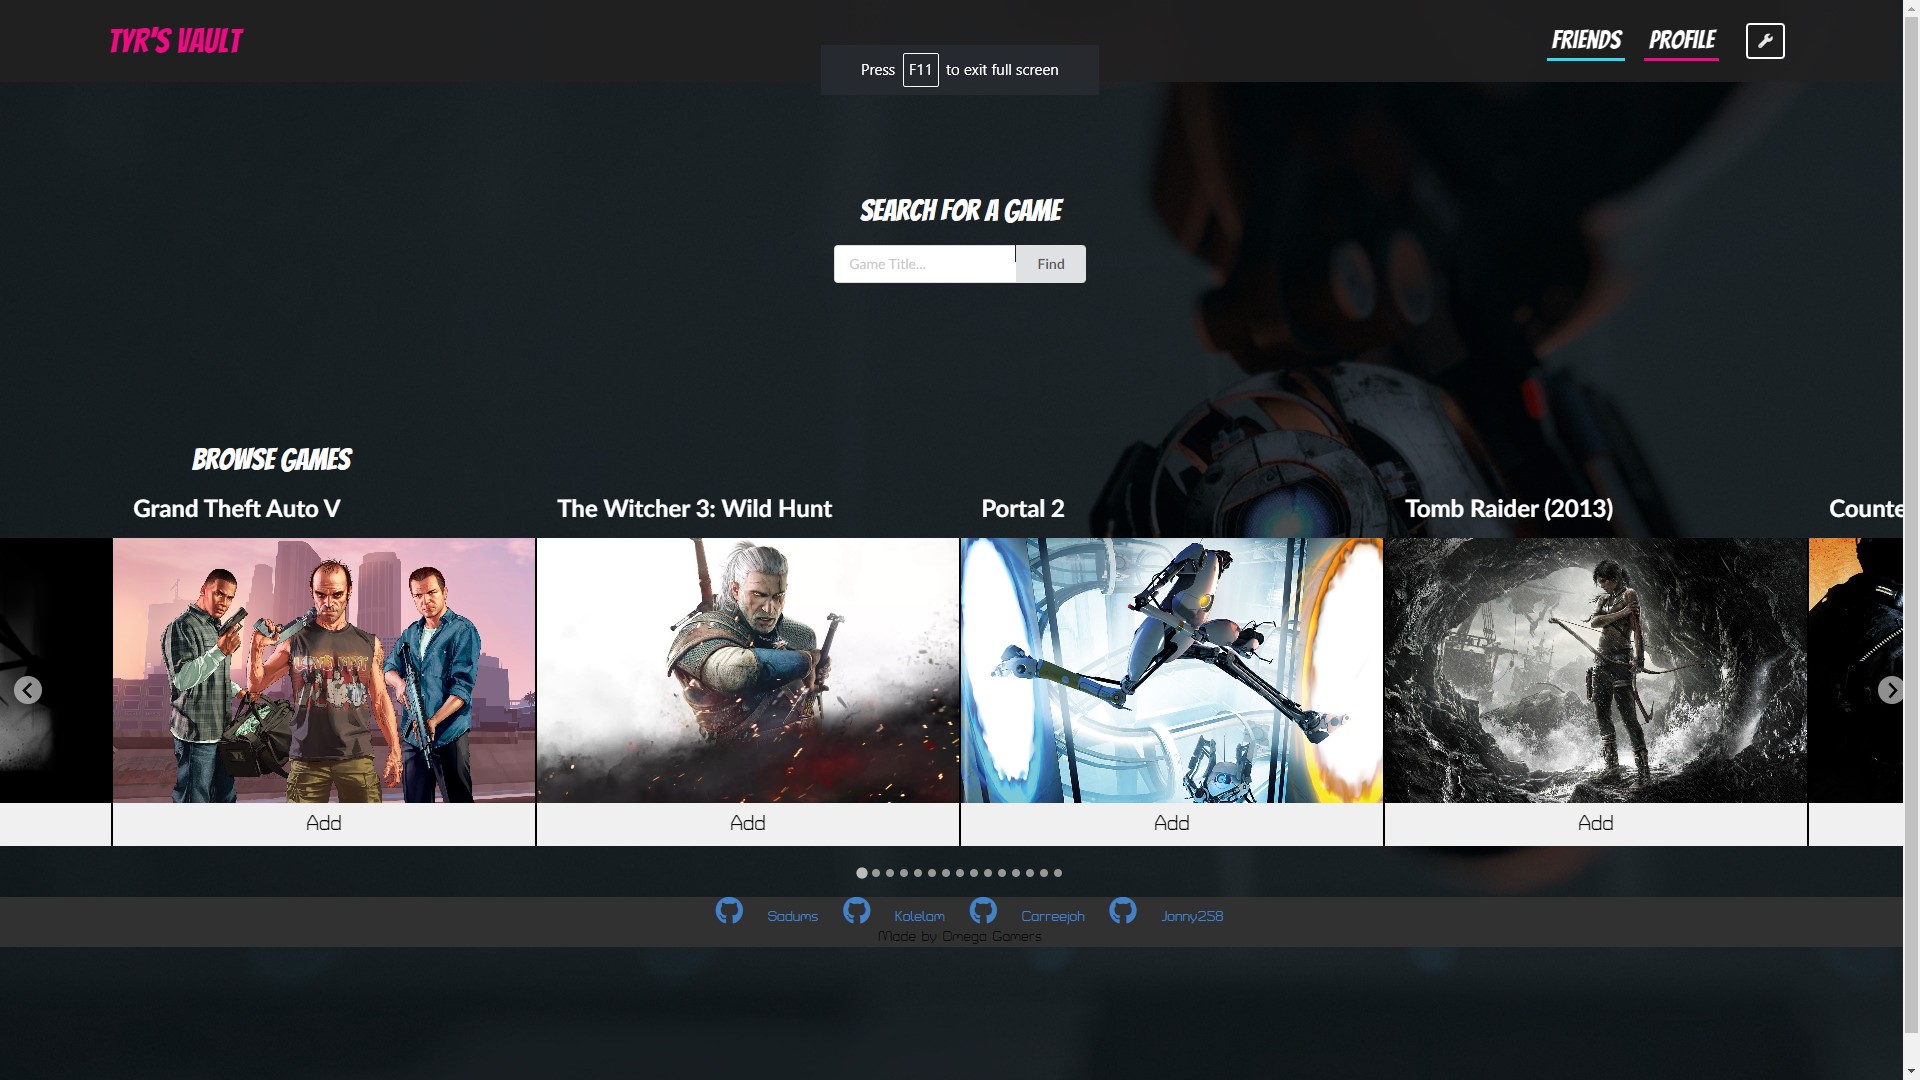 TYR'S VAULT
FRIENDS PROFILE
Press F11 to exit full screen
SEARCH FOR A GAME
Game Title... Find
BROWSE GAMES
Grand Theft Auto V The Witcher 3: Wild Hunt Portal 2 Tomb Raider (2013) Counte
Add Add Add Add
Sadums Kolelam Carreejoh Jonny258
Made by Omega Gamers